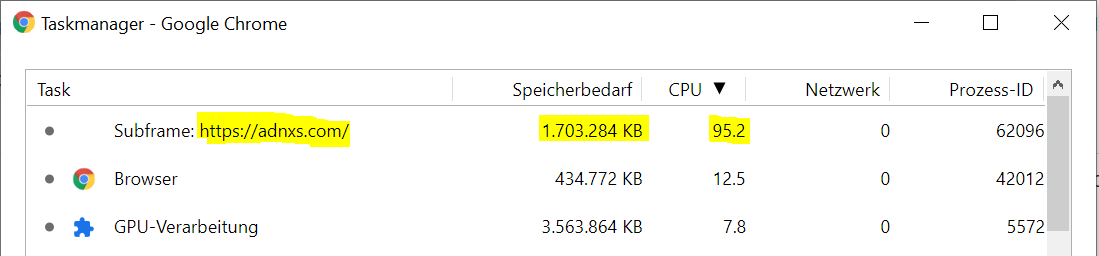 Taskmanager - Google Chrome
Task Speicherbedarf CPU ▼ Netzwerk Prozess-ID
Subframe: https://adnxs.com/ 1.703.284 KB 95.2 0 62096
Browser 434.772 KB 12.5 0 42012
GPU-Verarbeitung 3.563.864 KB 7.8 0 5572